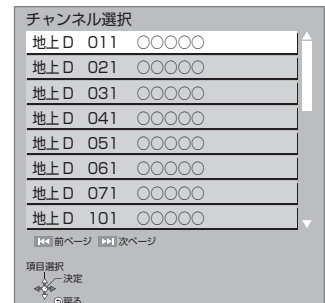 チャンネル選択
地上D 011 ○○○○○
地上D 021 ○○○○○
地上D 031 ○○○○○
地上D 041 ○○○○○
地上D 051 ○○○○○
地上D 061 ○○○○○
地上D 071 ○○○○○
地上D 101 ○○○○○
前ページ 次ページ
項目選択
決定
戻る